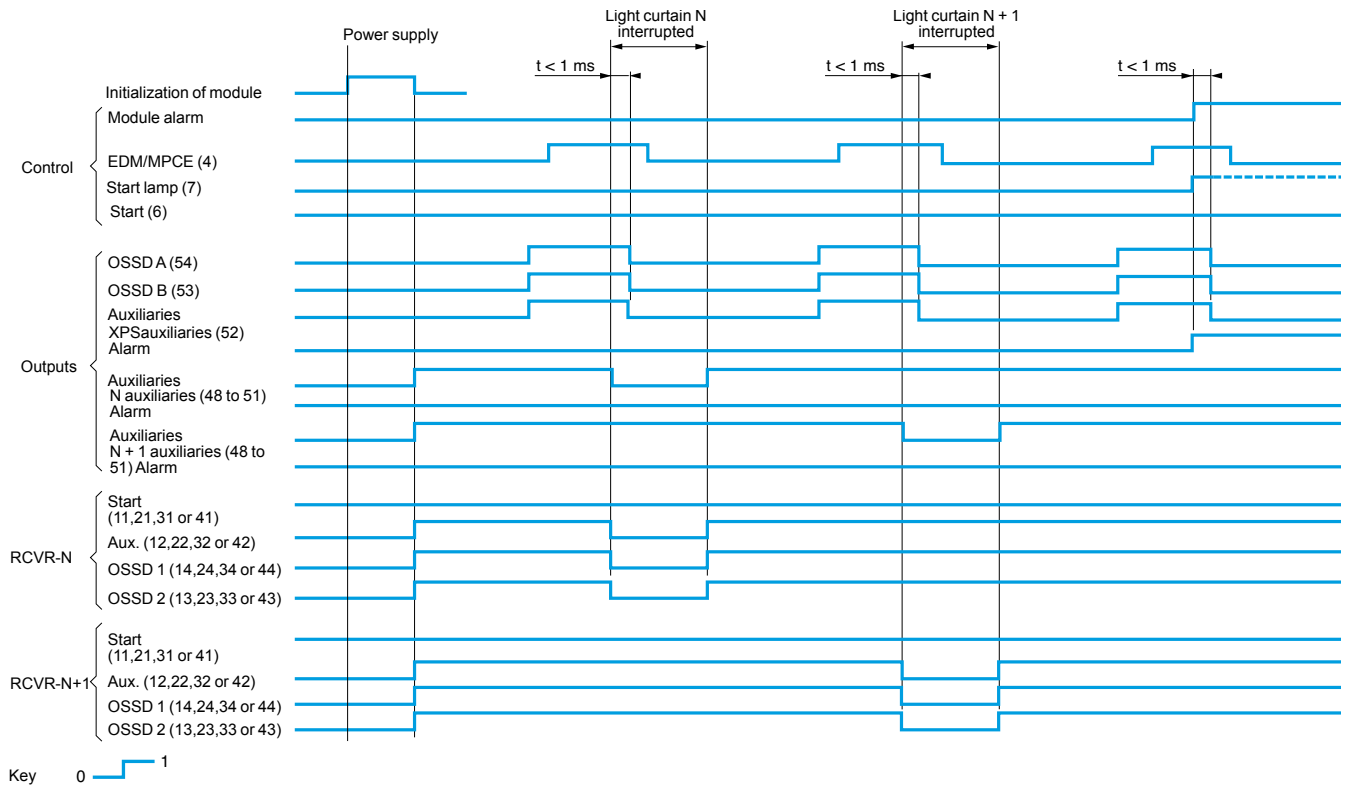 Light curtain N
interrupted
Light curtain N + 1
interrupted
Power supply
t < 1 ms
t < 1 ms
t < 1 ms
Initialization of module
Control
Module alarm
EDM/MPCE (4)
Start lamp (7)
Start (6)
Outputs
OSSD A (54)
OSSD B (53)
Auxiliaries
XPSauxiliaries (52)
Alarm
Auxiliaries
N auxiliaries (48 to 51)
Alarm
Auxiliaries
N + 1 auxiliaries (48 to
51) Alarm
RCVR-N
Start
(11,21,31 or 41)
Aux. (12,22,32 or 42)
OSSD 1 (14,24,34 or 44)
OSSD 2 (13,23,33 or 43)
RCVR-N+1
Start
(11,21,31 or 41)
Aux. (12,22,32 or 42)
OSSD 1 (14,24,34 or 44)
OSSD 2 (13,23,33 or 43)
Key 0 1